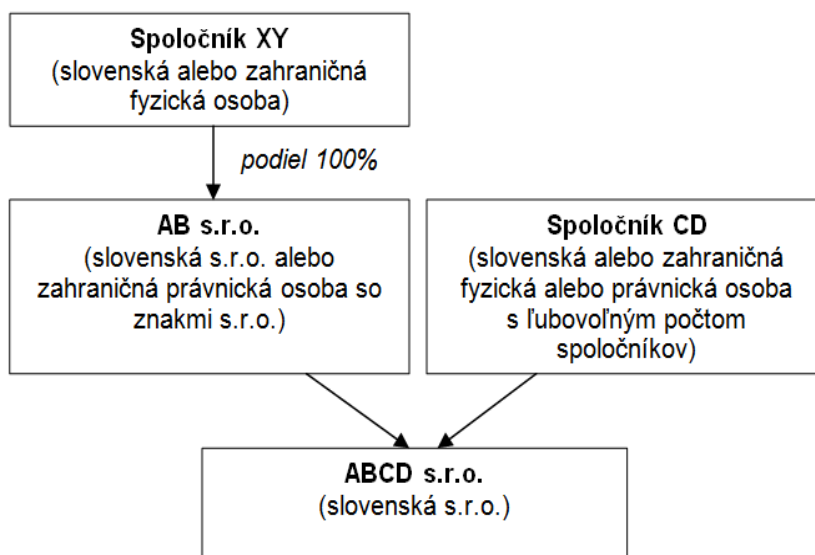 Spoločník XY
(slovenská alebo zahraničná
fyzická osoba)
podiel 100%
AB s.r.o.
(slovenská s.r.o. alebo
zahraničná právnická osoba so
znakmi s.r.o.)
Spoločník CD
(slovenská alebo zahraničná
fyzická alebo právnická osoba
s ľubovoľným počtom
spoločníkov)
ABCD s.r.o.
(slovenská s.r.o.)